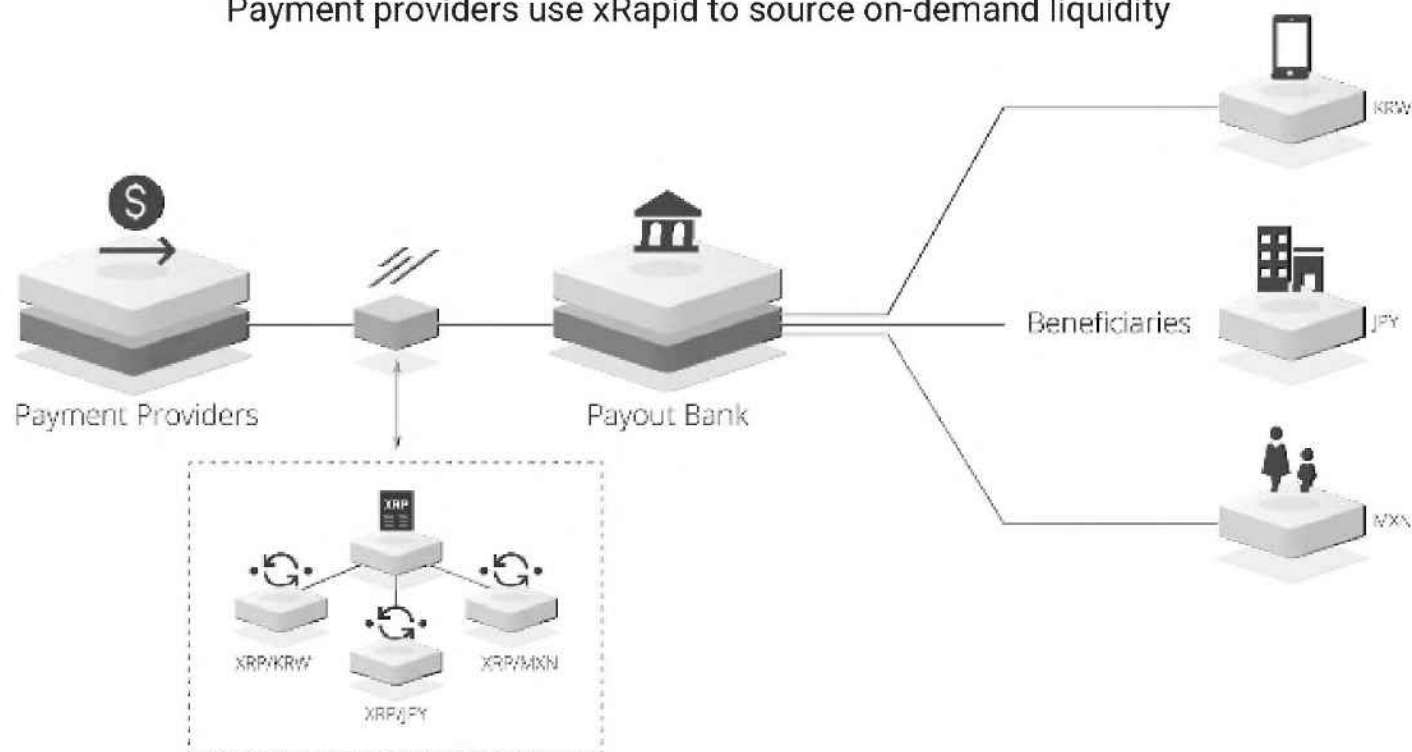 Payment providers use xRapid to source on-demand liquidity
KRW
$
Beneficiaries
JPY
Payment Providers
Payout Bank
MXN
XRP
XRP/KRW
XRP/MXN
XRP/JPY